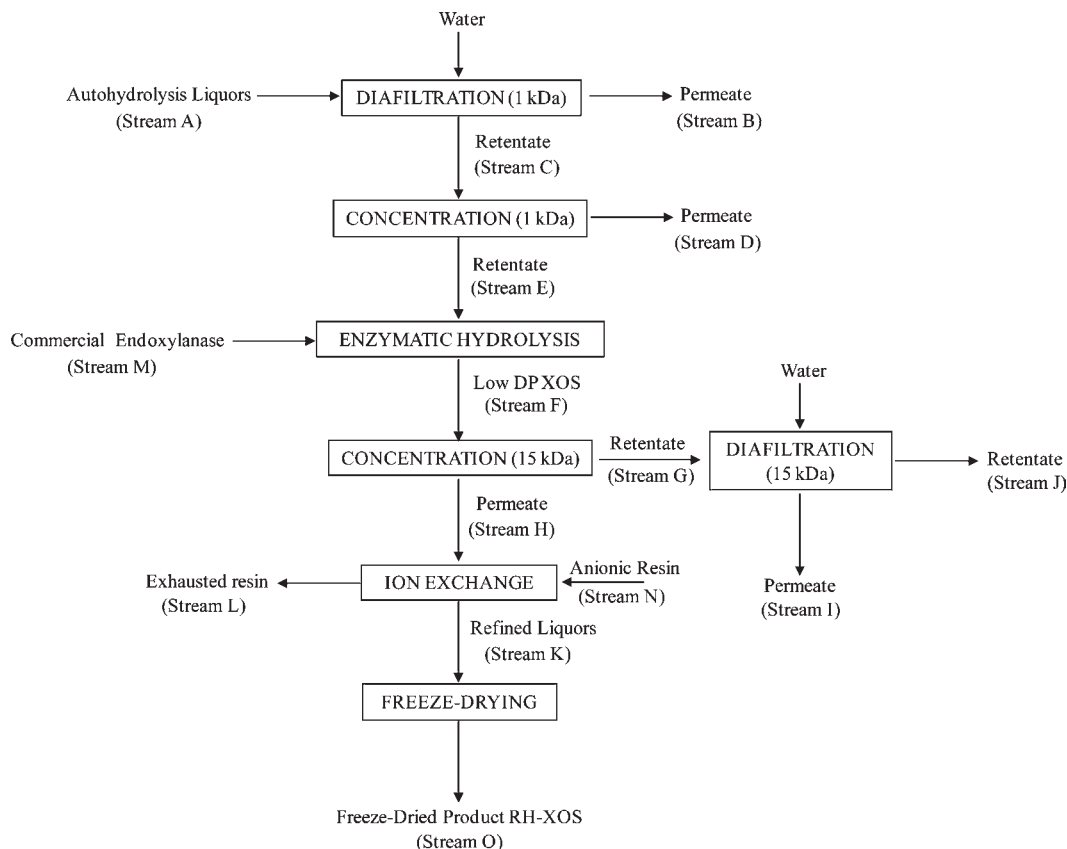 Water
Autohydrolysis Liquors
(Stream A)
DIAFILTRATION (1 kDa)
Permeate
(Stream B)
Retentate
(Stream C)
CONCENTRATION (1 kDa)
Permeate
(Stream D)
Retentate
(Stream E)
Commercial Endoxylanase
(Stream M)
ENZYMATIC HYDROLYSIS
Low DP XOS
(Stream F)
Water
CONCENTRATION (15 kDa)
Retentate
(Stream G)
DIAFILTRATION
(15 kDa)
Retentate
(Stream J)
Permeate
(Stream H)
Permeate
(Stream I)
Exhausted resin
(Stream L)
ION EXCHANGE
Anionic Resin
(Stream N)
Refined Liquors
(Stream K)
FREEZE-DRYING
Freeze-Dried Product RH-XOS
(Stream O)